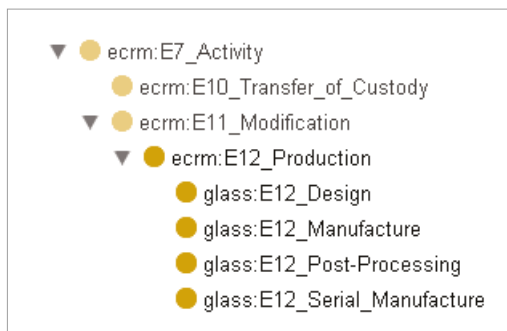 ecrm:E7_Activity
ecrm:E10_Transfer_of_Custody
ecrm:E11_Modification
ecrm:E12_Production
glass:E12_Design
glass:E12_Manufacture
glass:E12_Post-Processing
glass:E12_Serial_Manufacture